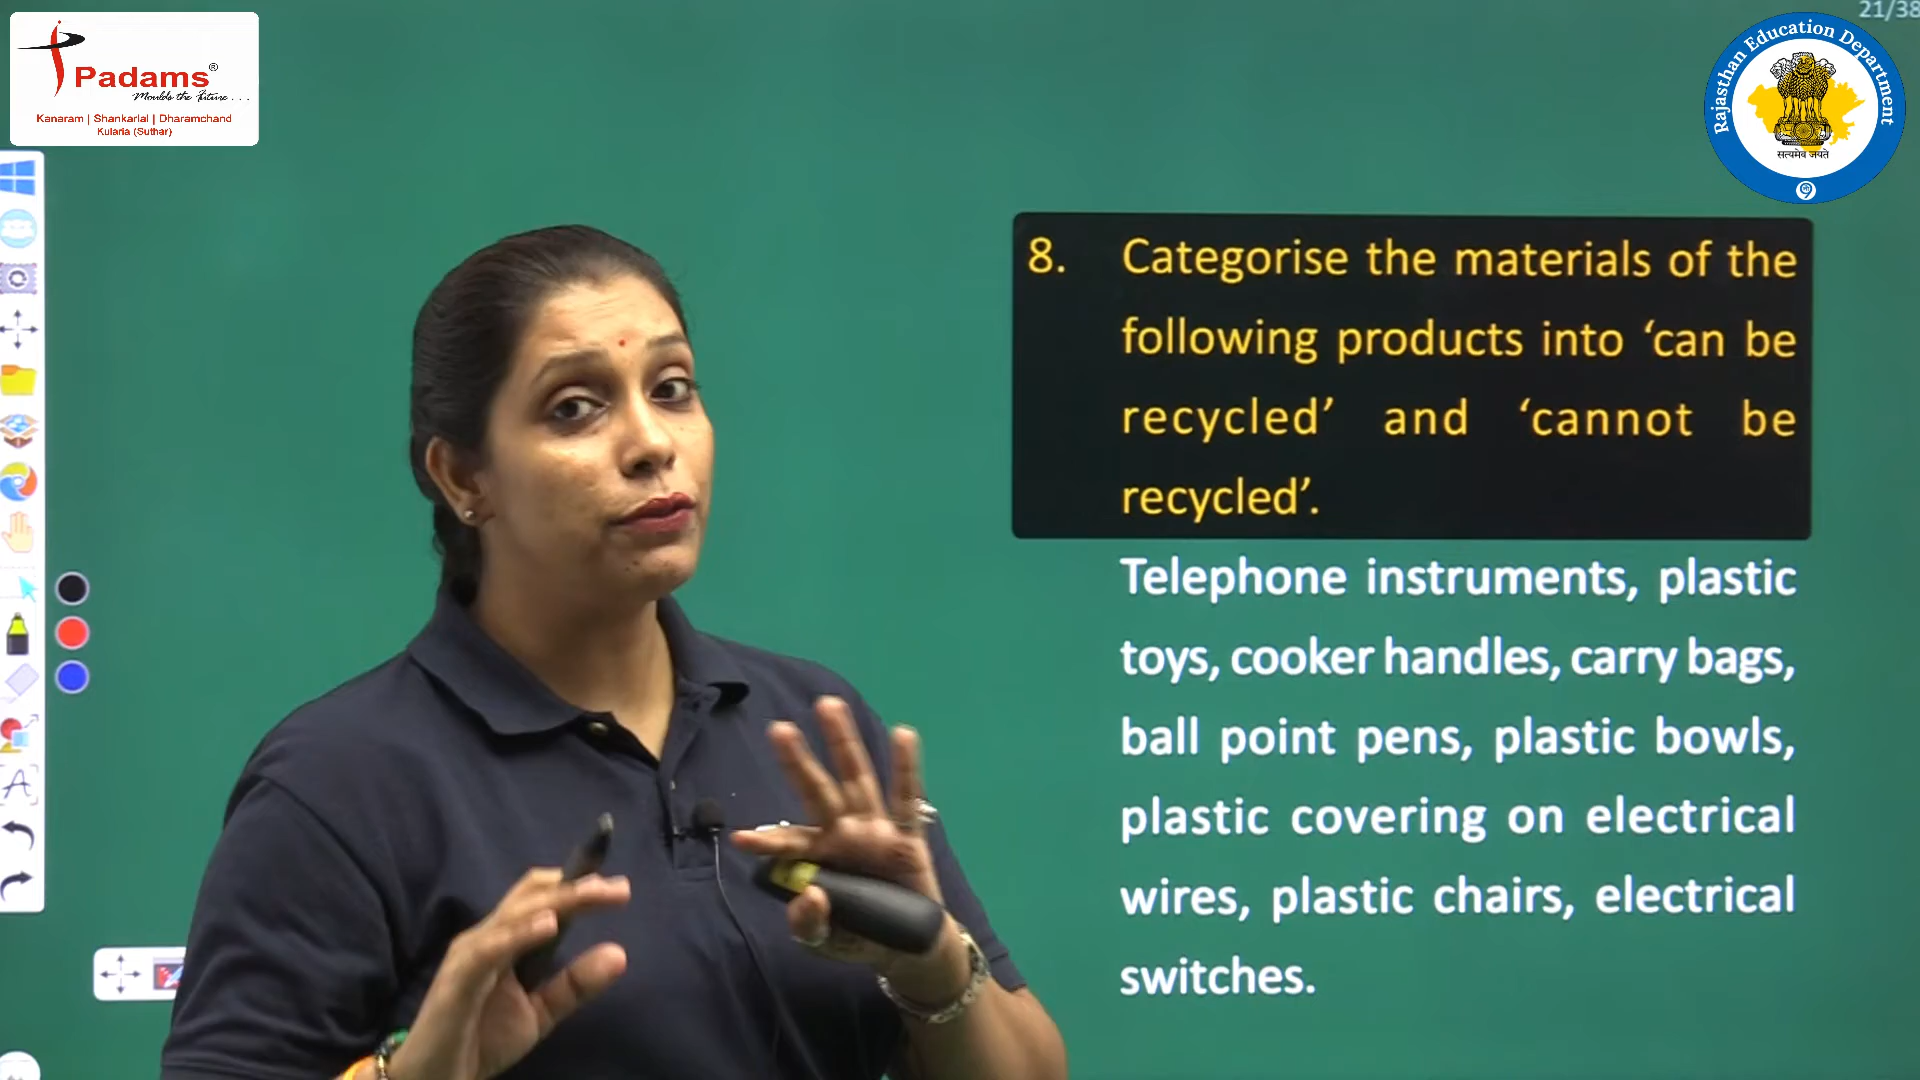 21/38
Padams®
Moulds the Future . . .
Kanaram | Shankarlal | Dharamchand
Kularia (Suthar)
Rajasthan Education Department
सत्यमेव जयते
8. Categorise the materials of the
following products into ‘can be
recycled’ and ‘cannot be
recycled’.
Telephone instruments, plastic
toys, cooker handles, carry bags,
ball point pens, plastic bowls,
plastic covering on electrical
wires, plastic chairs, electrical
switches.
A